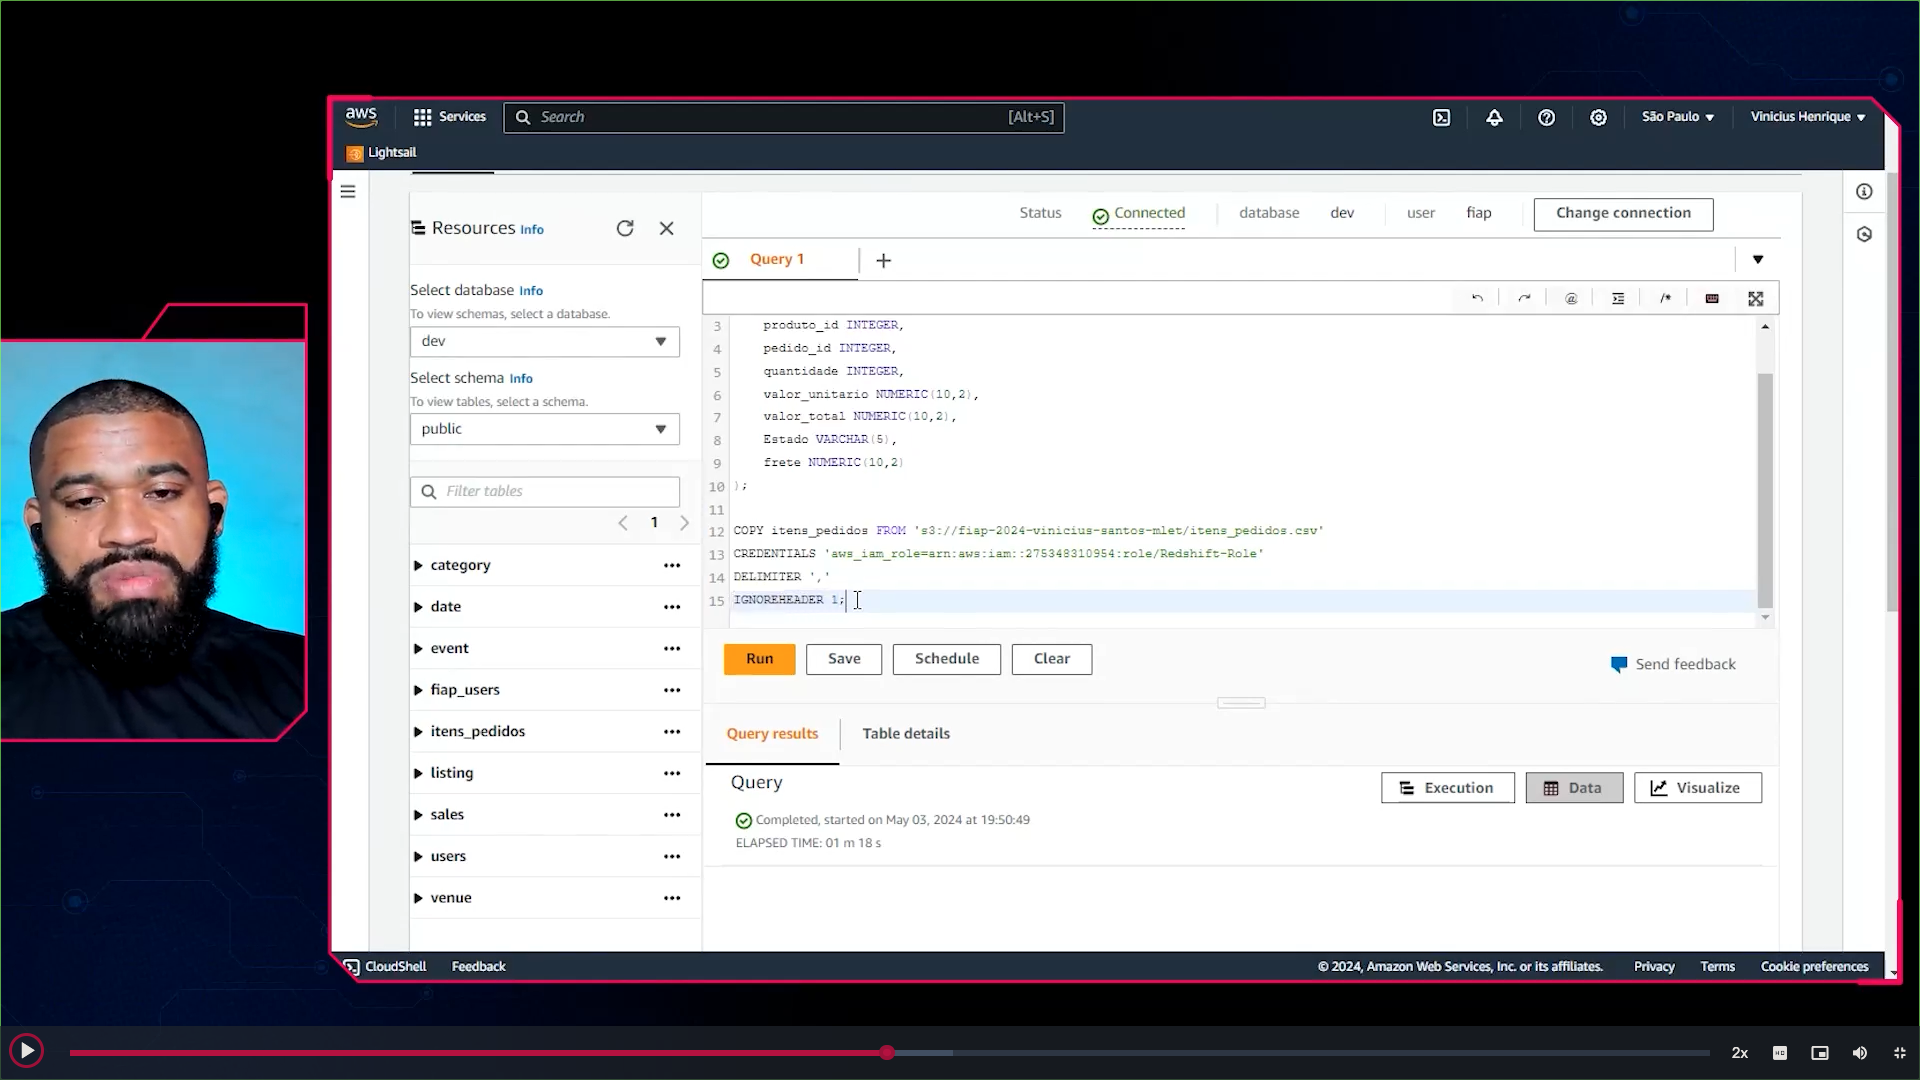 aws
Services
Search
[Alt+S]
São Paulo
Vinicius Henrique
Lightsail
Resources Info
Select database Info
To view schemas, select a database.
dev
Select schema Info
To view tables, select a schema.
public
Filter tables
1
category
date
event
fiap_users
itens_pedidos
listing
sales
users
venue
Status
Connected
database
dev
user
fiap
Change connection
Query 1
3 produto_id INTEGER,
4 pedido_id INTEGER,
5 quantidade INTEGER,
6 valor_unitario NUMERIC(10,2),
7 valor_total NUMERIC(10,2),
8 Estado VARCHAR(5),
9 frete NUMERIC(10,2)
10 );
11
12 COPY itens_pedidos FROM 's3://fiap-2024-vinicius-santos-mlet/itens_pedidos.csv'
13 CREDENTIALS 'aws_iam_role=arn:aws:iam::275348310954:role/Redshift-Role'
14 DELIMITER ','
15 IGNOREHEADER 1;
Run
Save
Schedule
Clear
Send feedback
Query results
Table details
Query
Execution
Data
Visualize
Completed, started on May 03, 2024 at 19:50:49
ELAPSED TIME: 01 m 18 s
CloudShell
Feedback
© 2024, Amazon Web Services, Inc. or its affiliates.
Privacy
Terms
Cookie preferences
2x
HD